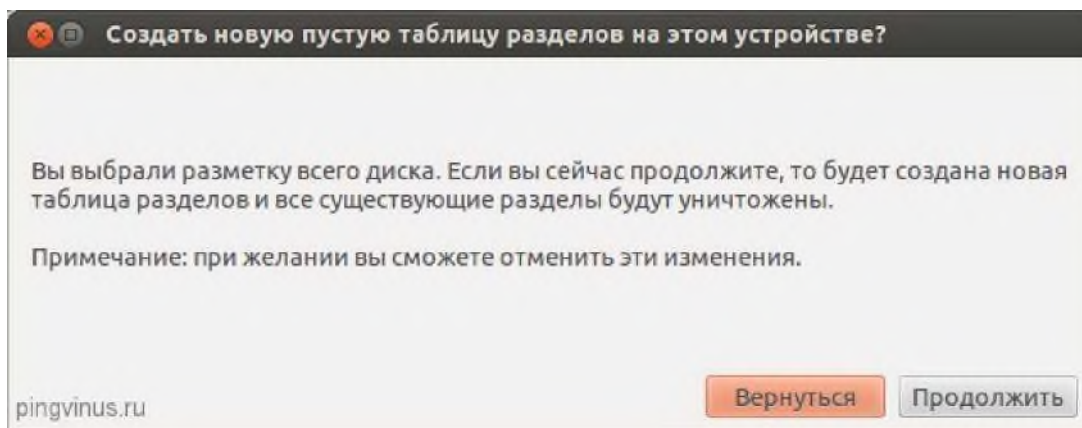 Создать новую пустую таблицу разделов на этом устройстве?
Вы выбрали разметку всего диска. Если вы сейчас продолжите, то будет создана новая
таблица разделов и все существующие разделы будут уничтожены.
Примечание: при желании вы сможете отменить эти изменения.
Вернуться
Продолжить
pingvinus.ru